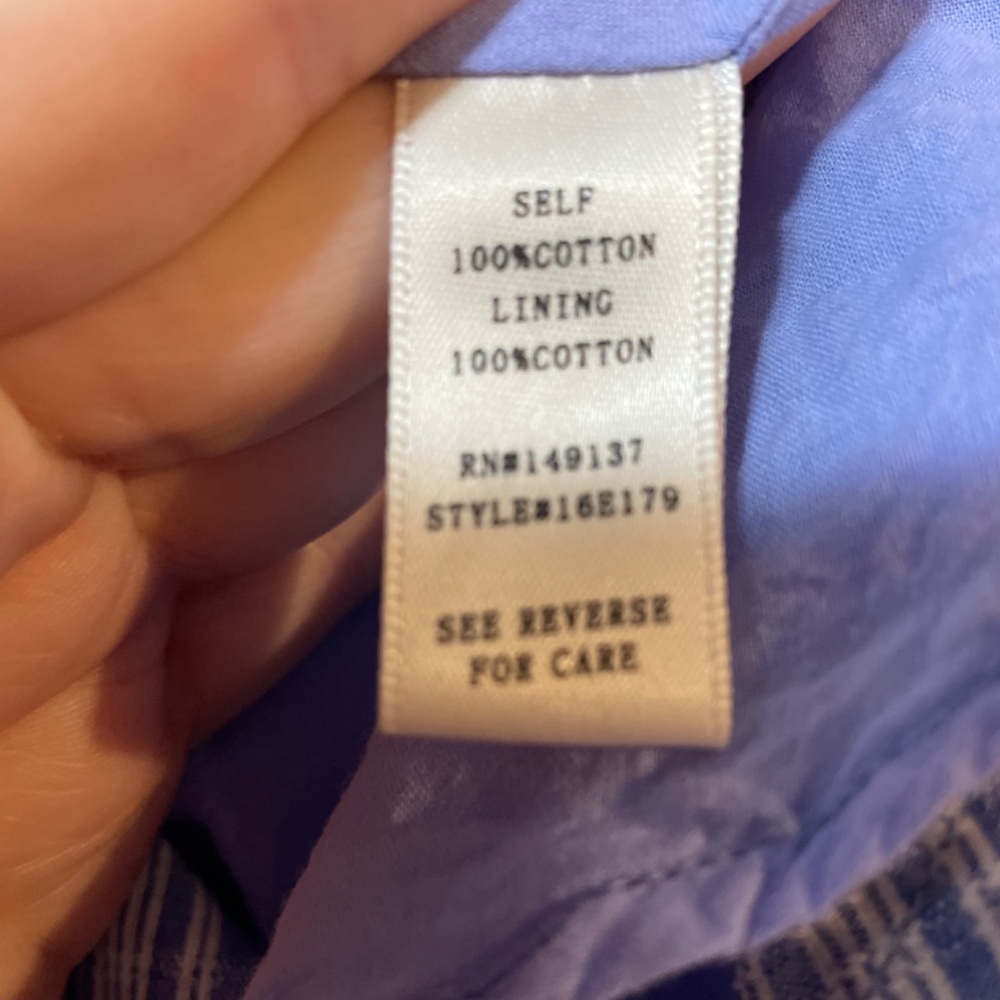 SELF
100%COTTON
LINING
100%COTTON
RN#149137
STYLE#16E179
SEE REVERSE
FOR CARE